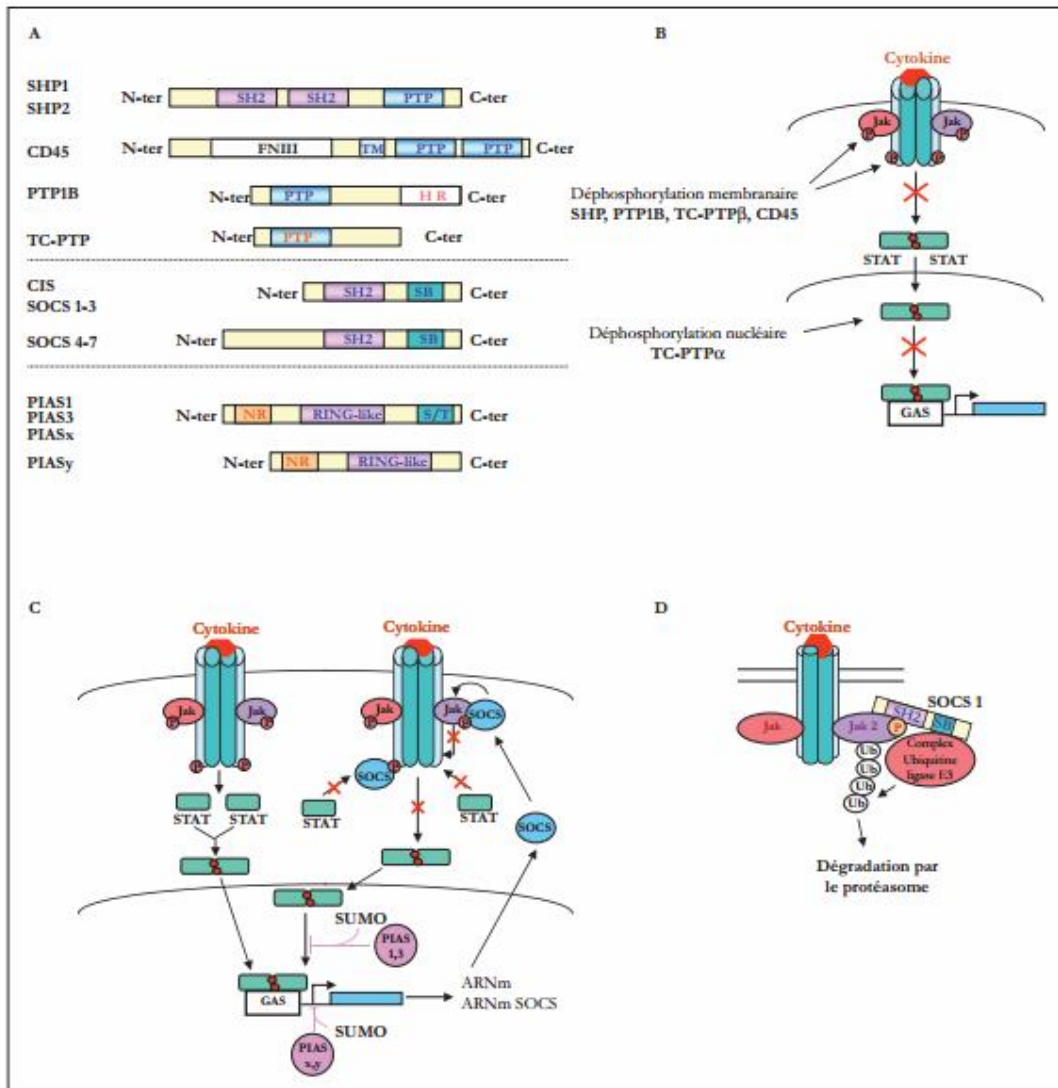 A
SHP1
SHP2
N-ter SH2 SH2 PTP C-ter
CD45 N-ter FNIII TM PTP PTP C-ter
PTP1B N-ter PTP H R C-ter
TC-PTP N-ter PTP C-ter
CIS
SOCS 1-3
N-ter SH2 SB C-ter
SOCS 4-7 N-ter SH2 SB C-ter
PIAS1
PIAS3
PIASx
N-ter NR RING-like S/T C-ter
PIASy N-ter NR RING-like C-ter
B
Cytokine
Jak Jak
P P
P P
Déphosphorylation membranaire
SHP, PTP1B, TC-PTPβ, CD45
STAT STAT
Déphosphorylation nucléaire
TC-PTPα
GAS
C
Cytokine Cytokine
Jak Jak Jak Jak SOCS
P P P P
P P P
SOCS
STAT STAT STAT STAT
SOCS
SUMO
PIAS
1,3
GAS
ARNm
ARNm SOCS
SUMO
PIAS
x,y
D
Cytokine
SOCS 1
SH2 SB
Jak Jak 2 P
Complex
Ubiquitine
ligase E3
Ub
Ub
Ub
Ub
Dégradation par
le protéasome